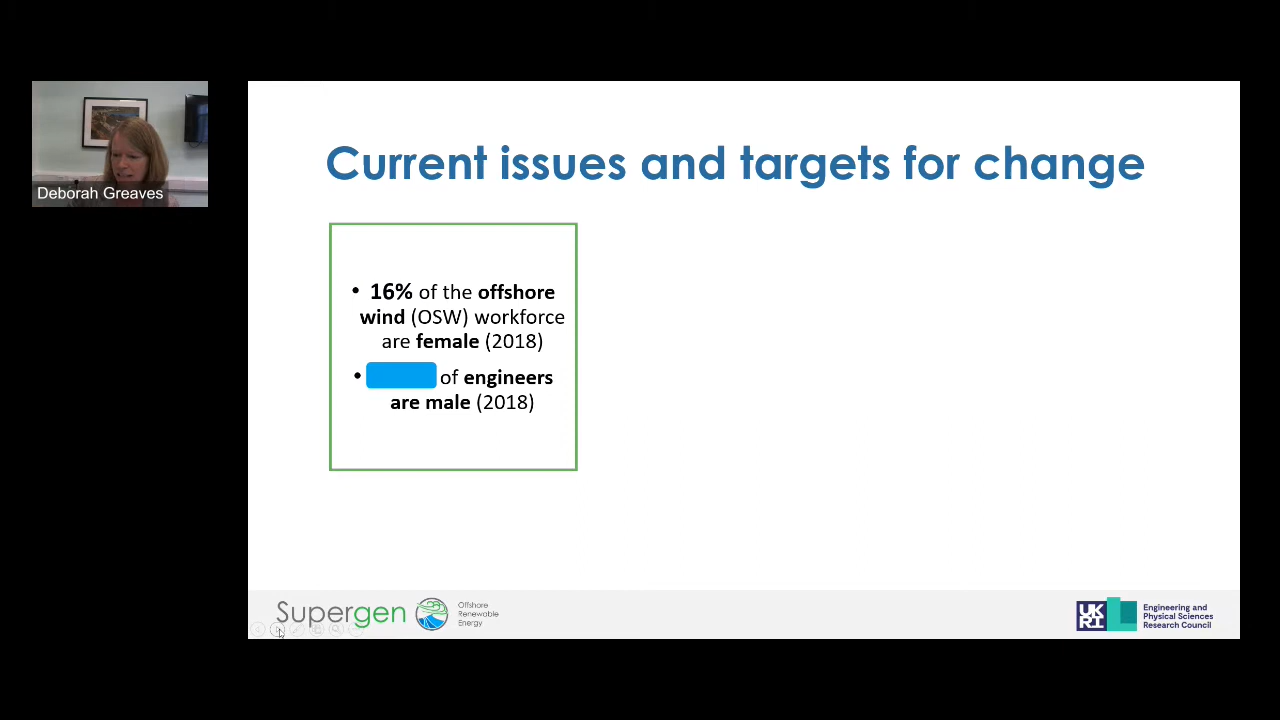 Deborah Greaves
Current issues and targets for change
• 16% of the offshore
wind (OSW) workforce
are female (2018)
• of engineers
are male (2018)
Supergen
Offshore
Renewable
Energy
UKRI
Engineering and
Physical Sciences
Research Council